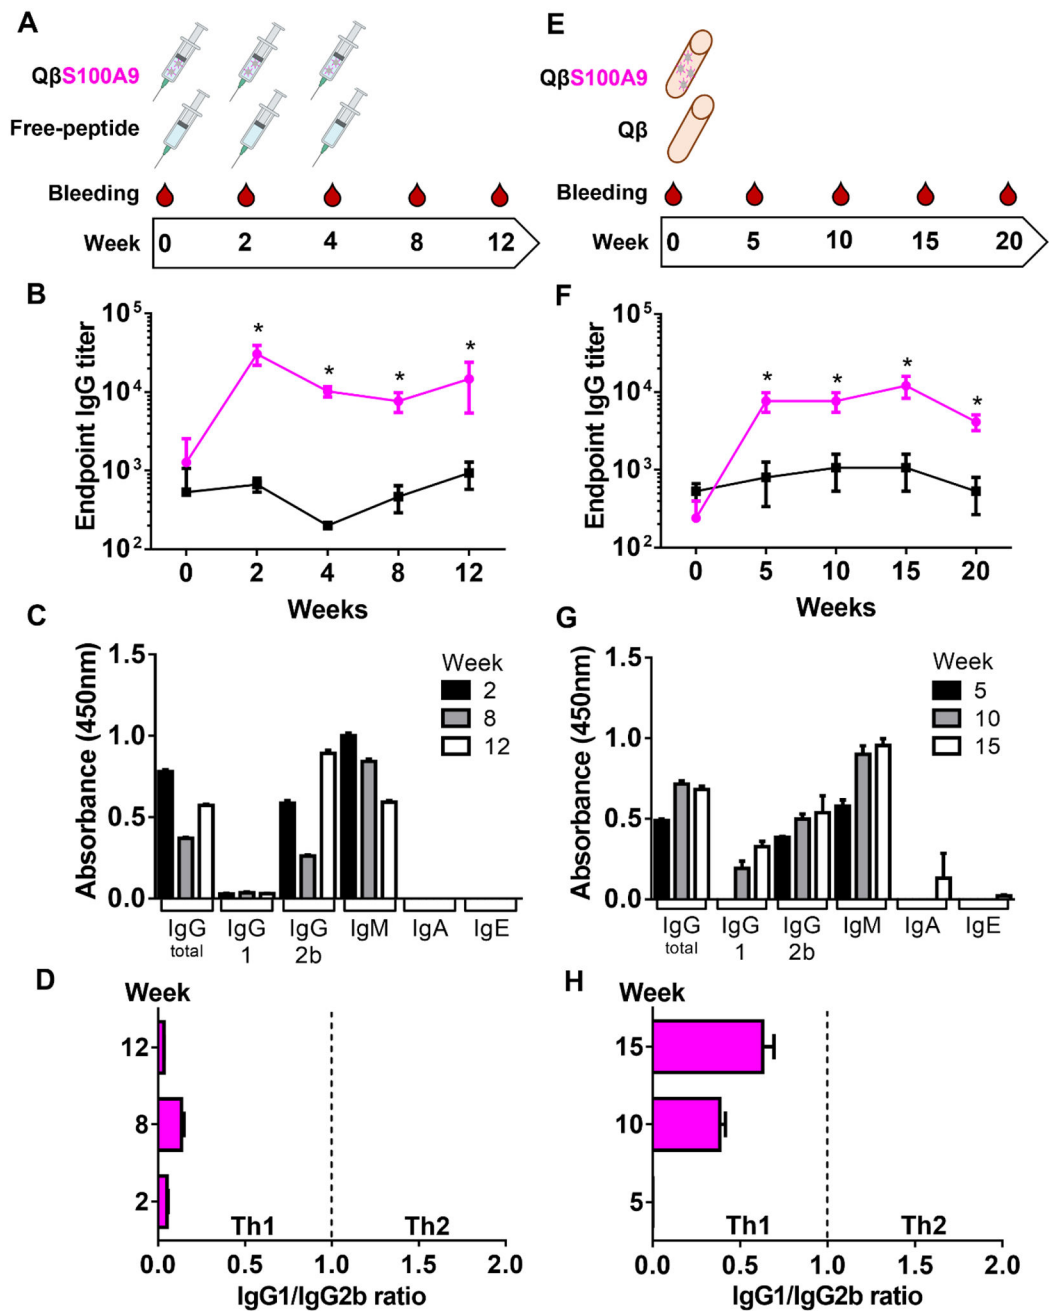 A
QβS100A9
Free-peptide
Bleeding
Week 0 2 4 8 12
E
QβS100A9
Qβ
Bleeding
Week 0 5 10 15 20
B
Endpoint IgG titer
10^5
10^4
10^3
10^2
* * * *
0 2 4 8 12
Weeks
F
Endpoint IgG titer
10^5
10^4
10^3
10^2
* * * *
0 5 10 15 20
Weeks
C
Absorbance (450nm)
1.5
1.0
0.5
0.0
Week
2
8
12
IgG total
IgG 1
IgG 2b
IgM
IgA
IgE
G
Absorbance (450nm)
1.5
1.0
0.5
0.0
Week
5
10
15
IgG total
IgG 1
IgG 2b
IgM
IgA
IgE
D
Week
12
8
2
Th1 Th2
0.0 0.5 1.0 1.5 2.0
IgG1/IgG2b ratio
H
Week
15
10
5
Th1 Th2
0.0 0.5 1.0 1.5 2.0
IgG1/IgG2b ratio